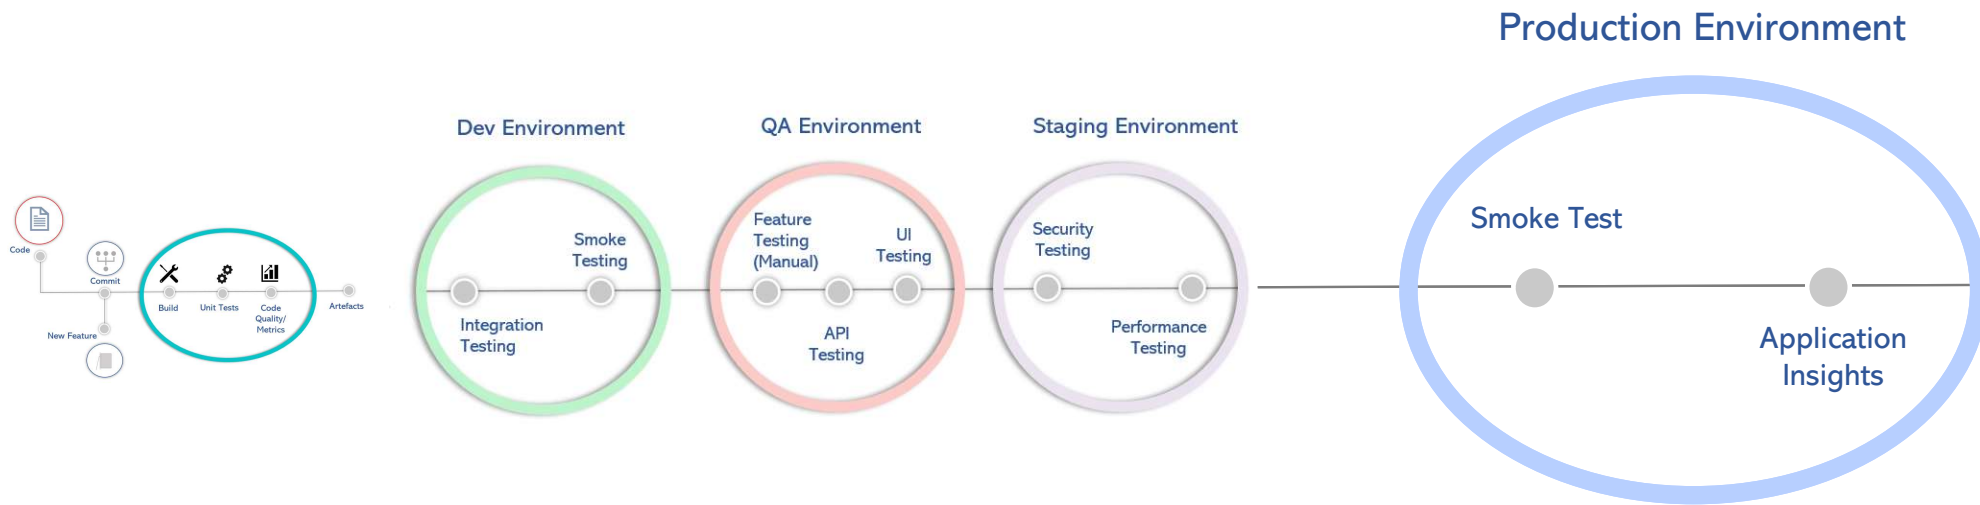 Production Environment
Dev Environment
QA Environment
Staging Environment
Code
Commit
New Feature
Build
Unit Tests
Code
Quality/
Metrics
Artefacts
Integration
Testing
Smoke
Testing
Feature
Testing
(Manual)
API
Testing
UI
Testing
Security
Testing
Performance
Testing
Smoke Test
Application
Insights